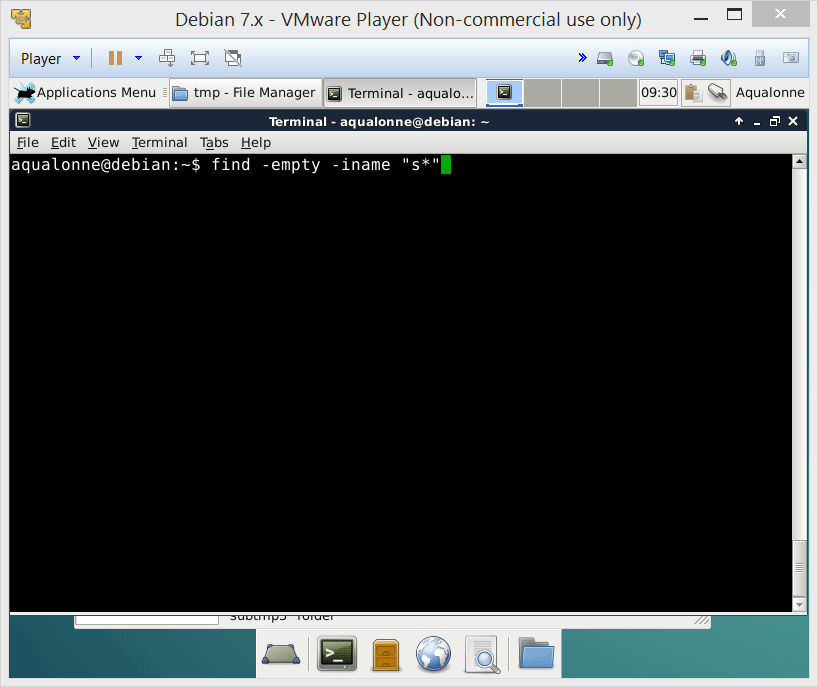 Debian 7.x - VMware Player (Non-commercial use only)
Player
Applications Menu tmp - File Manager Terminal - aqualo... 09:30 Aqualonne
Terminal - aqualonne@debian: ~
File Edit View Terminal Tabs Help
aqualonne@debian:~$ find -empty -iname "s*"
"subtmp3" folder